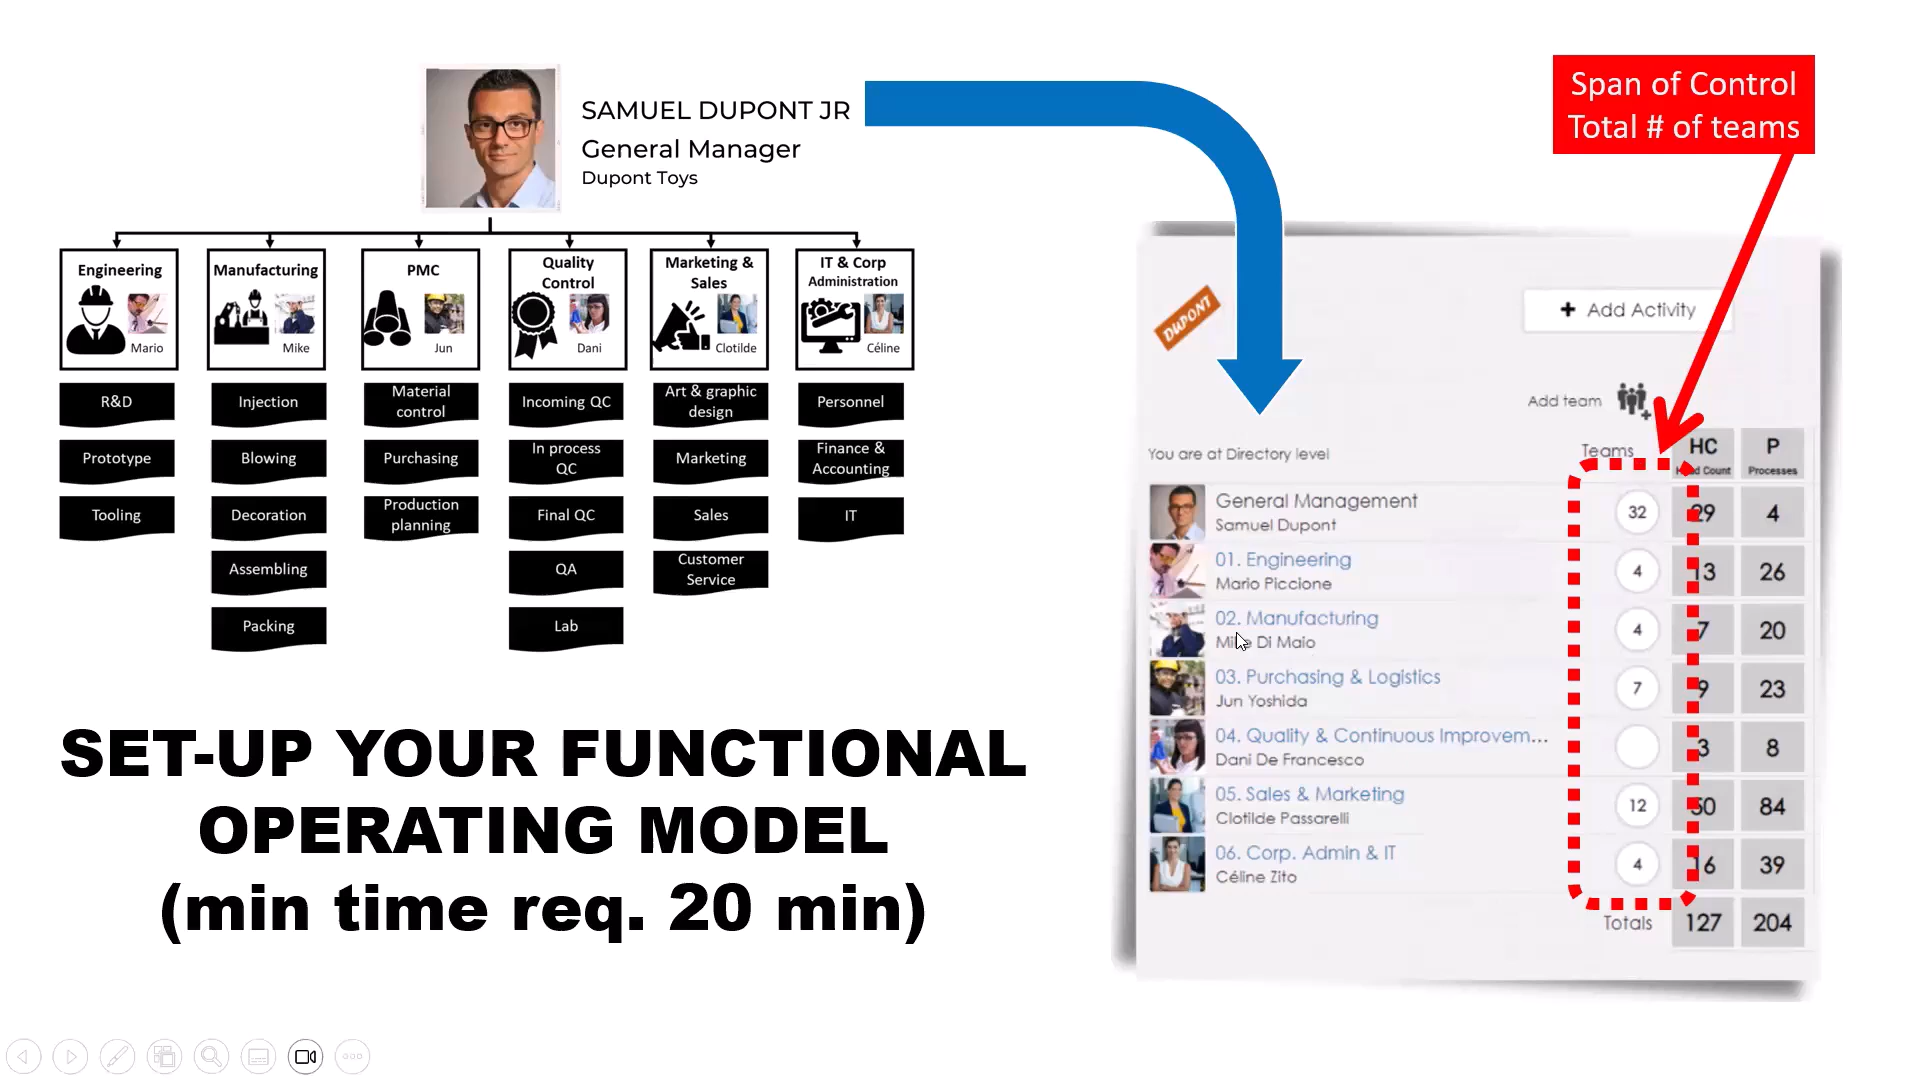 SAMUEL DUPONT JR
General Manager
Dupont Toys
Engineering
Mario
Manufacturing
Mike
PMC
Jun
Quality
Control
Dani
Marketing &
Sales
Clotilde
IT & Corp
Administration
Céline
R&D
Prototype
Tooling
Injection
Blowing
Decoration
Assembling
Packing
Material
control
Purchasing
Production
planning
Incoming QC
In process
QC
Final QC
QA
Lab
Art & graphic
design
Marketing
Sales
Customer
Service
Personnel
Finance &
Accounting
IT
SET-UP YOUR FUNCTIONAL
OPERATING MODEL
(min time req. 20 min)
Span of Control
Total # of teams
DUPONT
+ Add Activity
Add team
You are at Directory level
Teams
HC
Head Count
P
Processes
General Management
Samuel Dupont
32 29 4
01. Engineering
Mario Piccione
4 13 26
02. Manufacturing
Mike Di Maio
4 7 20
03. Purchasing & Logistics
Jun Yoshida
7 9 23
04. Quality & Continuous Improvem...
Dani De Francesco
3 8
05. Sales & Marketing
Clotilde Passarelli
12 50 84
06. Corp. Admin & IT
Céline Zito
4 16 39
Totals 127 204